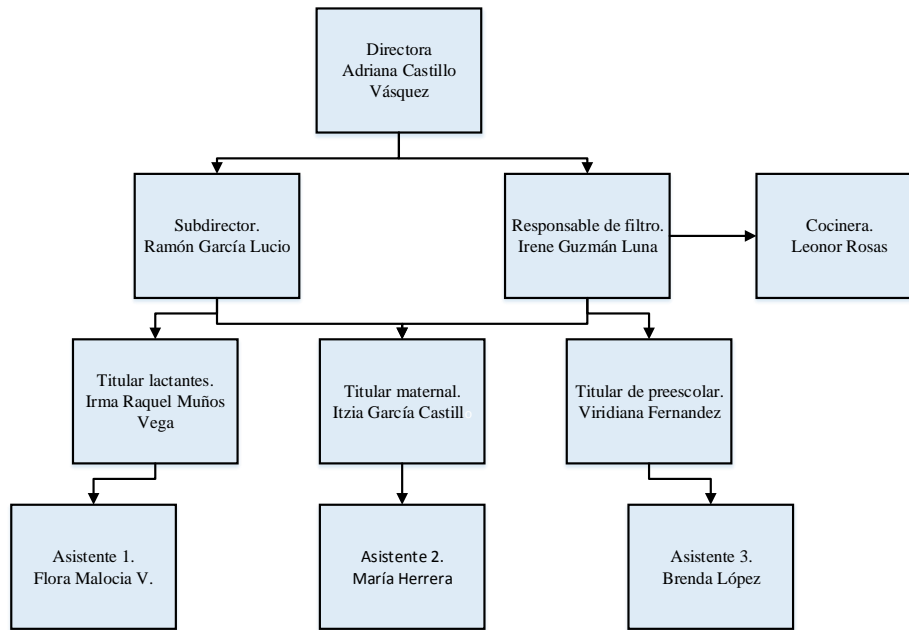 Directora
Adriana Castillo
Vásquez
Subdirector.
Ramón García Lucio
Responsable de filtro.
Irene Guzmán Luna
Cocinera.
Leonor Rosas
Titular lactantes.
Irma Raquel Muños
Vega
Titular maternal.
Itzia García Castillo
Titular de preescolar.
Viridiana Fernandez
Asistente 1.
Flora Malocia V.
Asistente 2.
María Herrera
Asistente 3.
Brenda López